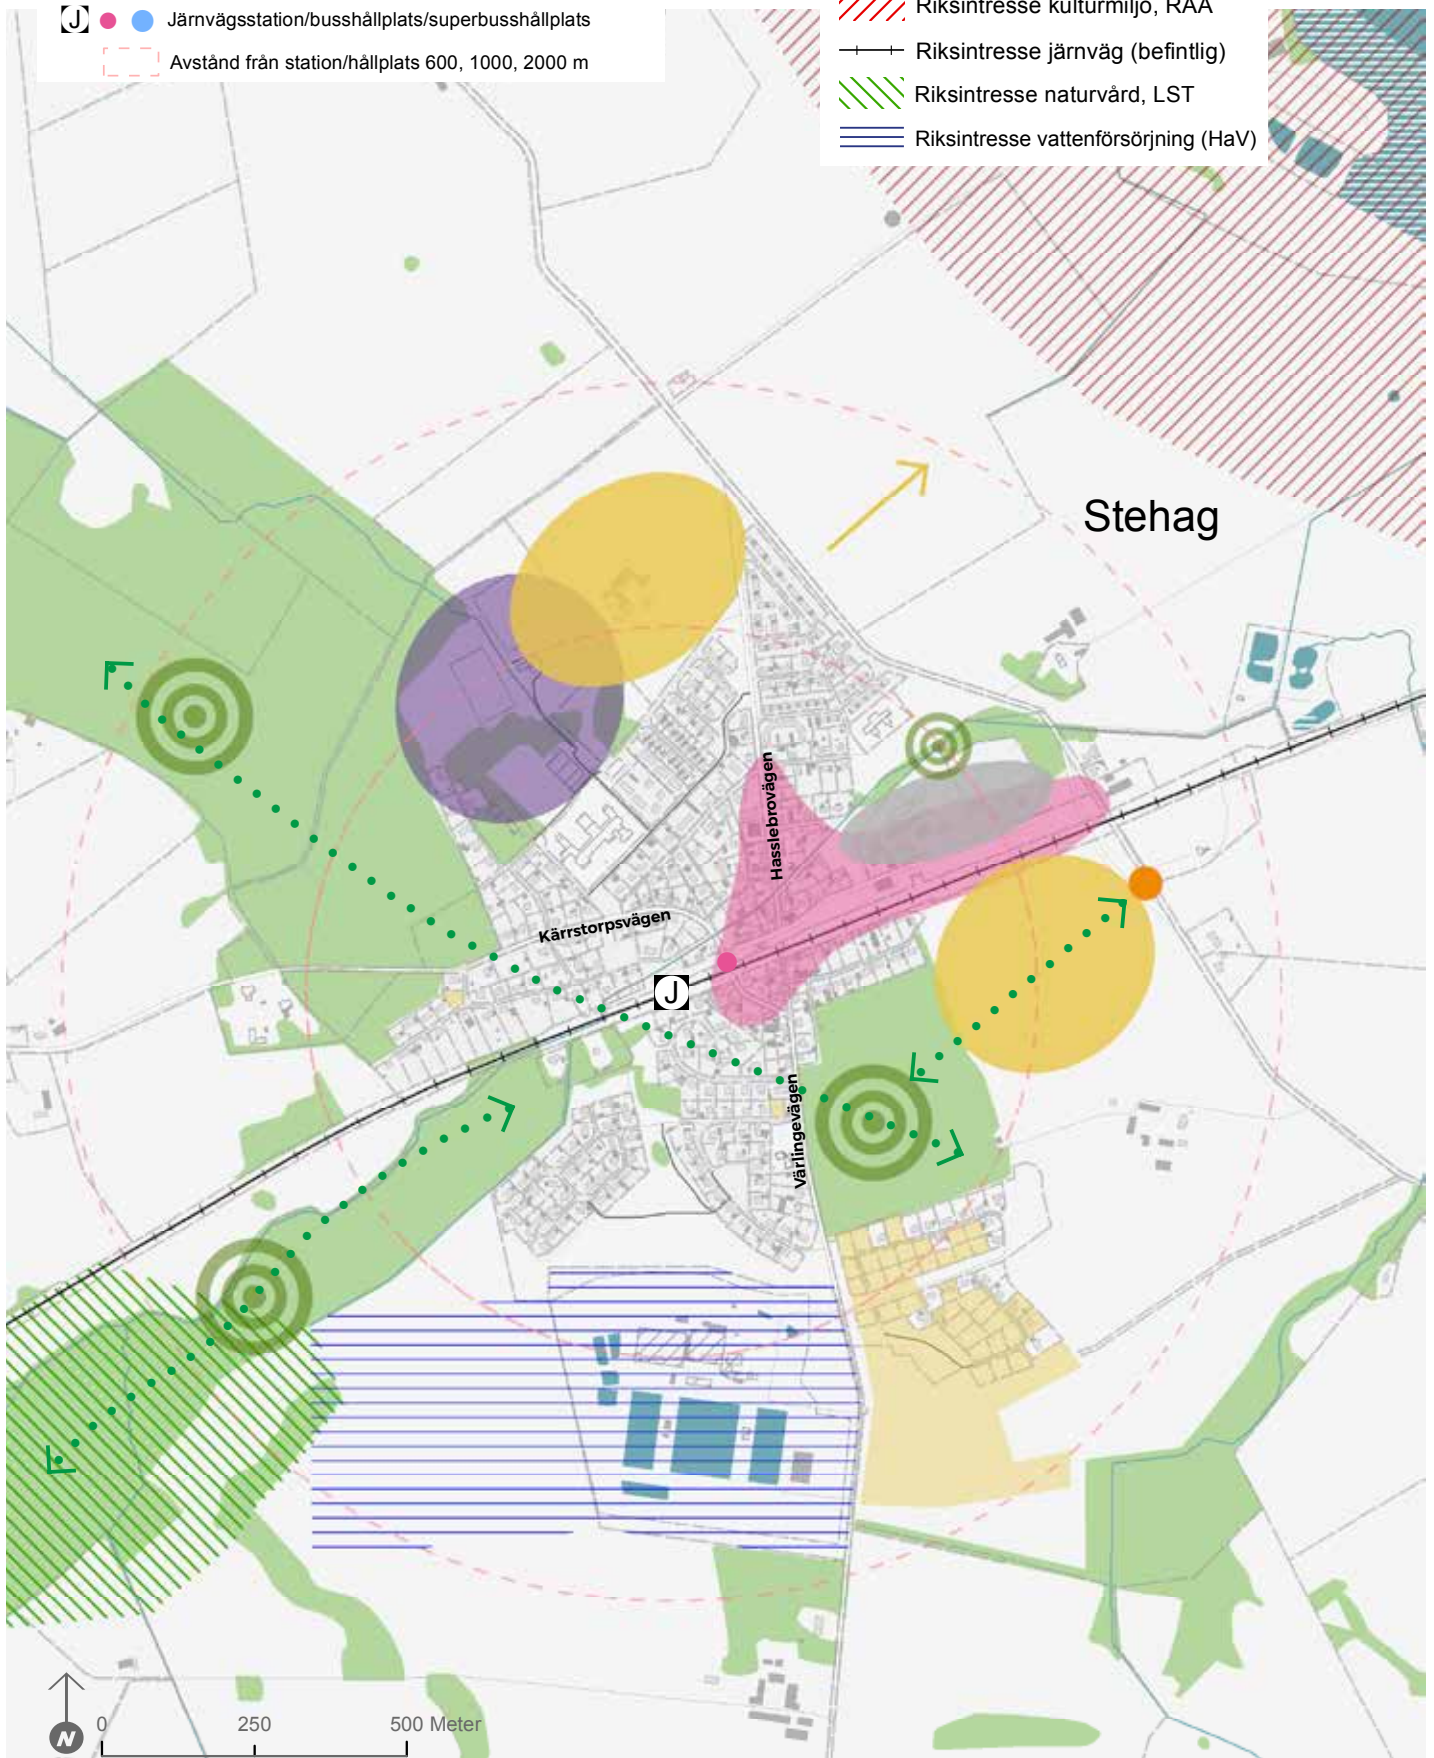 J Järnvägsstation/busshållplats/superbusshållplats
Avstånd från station/hållplats 600, 1000, 2000 m
Riksintresse kulturmiljö, RAÄ
Riksintresse järnväg (befintlig)
Riksintresse naturvård, LST
Riksintresse vattenförsörjning (HaV)
Stehag
Hasslebrovägen
Kärrstorpsvägen
J
Värlingevägen
N
0 250 500 Meter